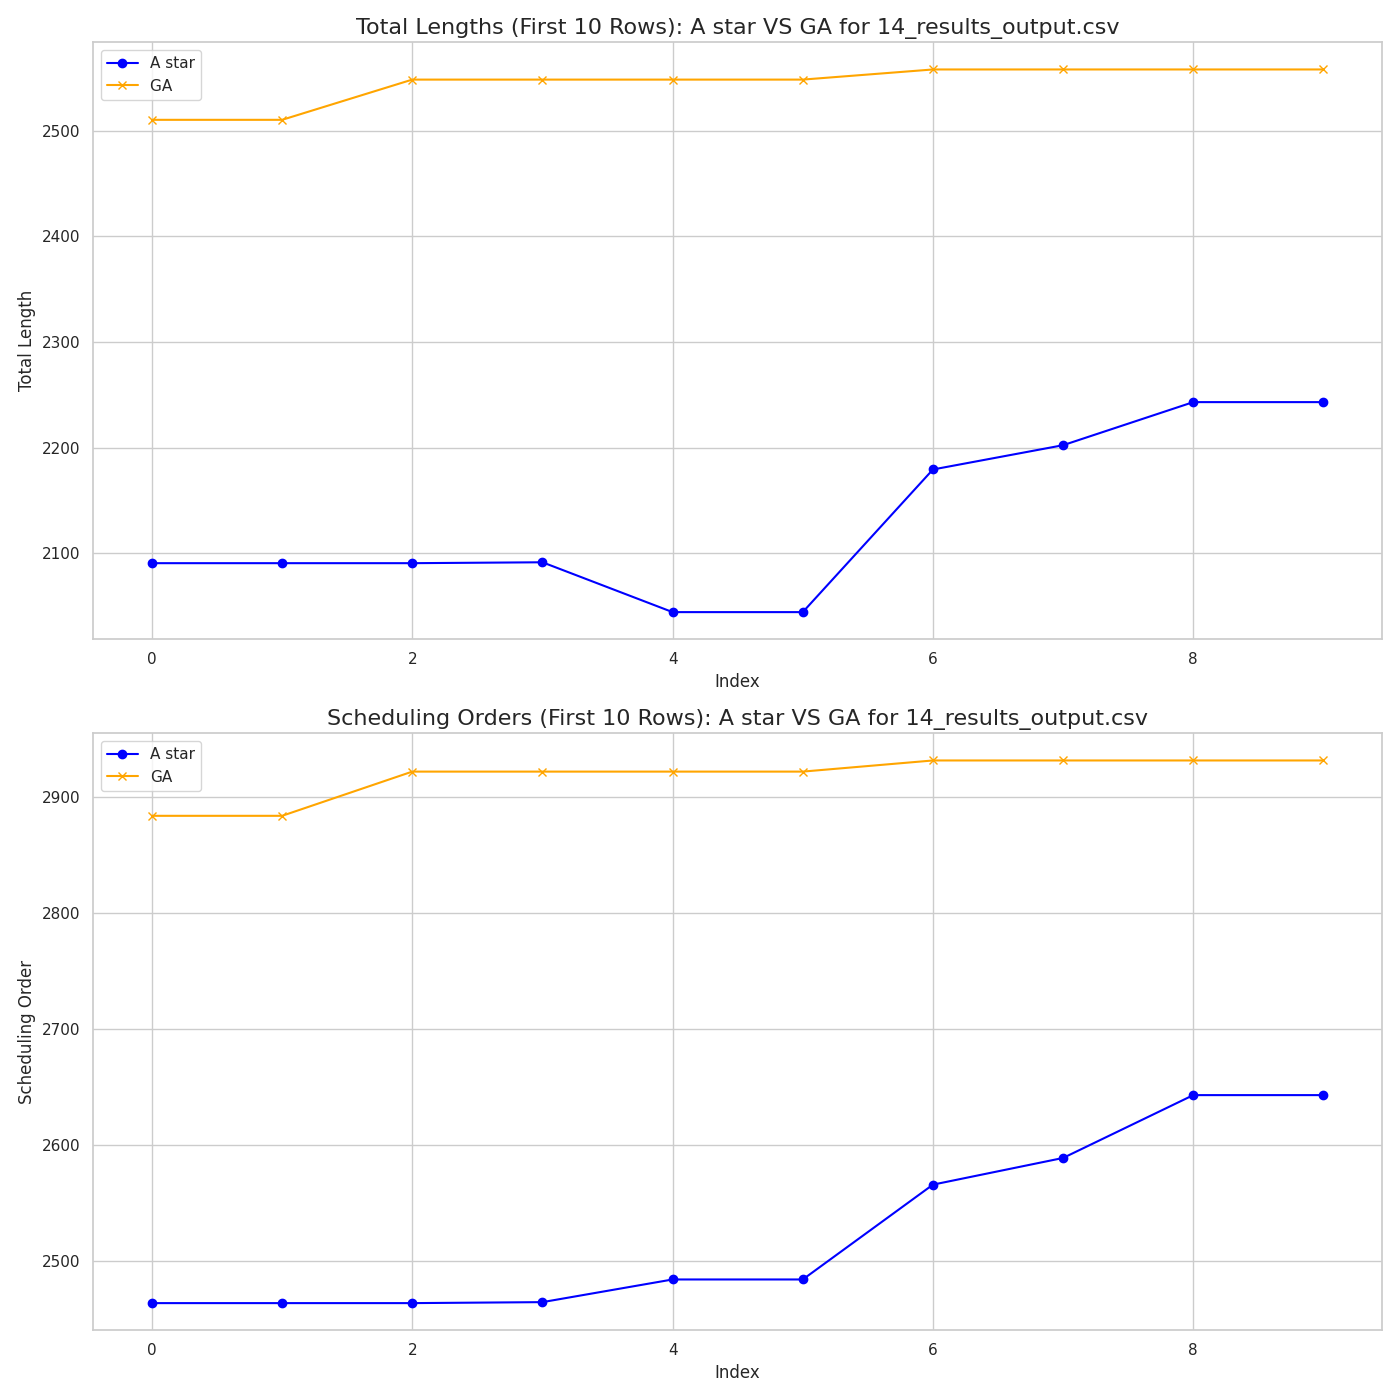 Total Lengths (First 10 Rows): A star VS GA for 14_results_output.csv
A star
GA
2500
2400
2300
2200
2100
Total Length
0 2 4 6 8
Index
Scheduling Orders (First 10 Rows): A star VS GA for 14_results_output.csv
A star
GA
2900
2800
2700
2600
2500
Scheduling Order
0 2 4 6 8
Index